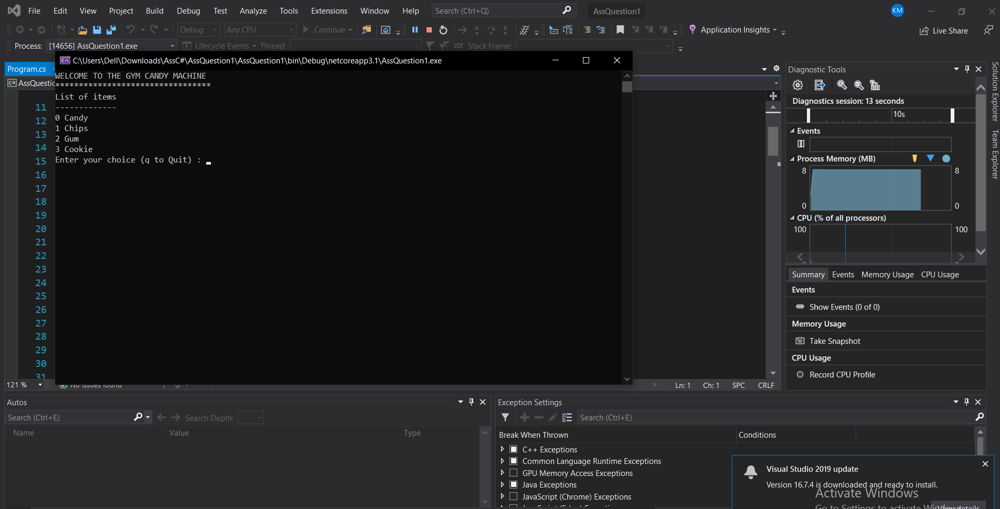 File Edit View Project Build Debug Test Analyze Tools Extensions Window Help Search (Ctrl+Q) AssQuestion1 KM
Debug Any CPU Continue Application Insights Live Share
Process: [14656] AssQuestion1.exe Lifecycle Events Thread: Stack Frame:
C:\Users\Dell\Downloads\AssC#\AssQuestion1\AssQuestion1\bin\Debug\netcoreapp3.1\AssQuestion1.exe
Program.cs
C# AssQuestio
WELCOME TO THE GYM CANDY MACHINE
*********************************
List of items
-------------
0 Candy
1 Chips
2 Gum
3 Cookie
Enter your choice (q to Quit) :
11
12
13
14
15
16
17
18
19
20
21
22
23
24
25
26
27
28
29
30
31
121 % No issues found Ln: 1 Ch: 1 SPC CRLF
Diagnostic Tools
Diagnostics session: 13 seconds
10s
Events
Process Memory (MB)
8 8
0 0
CPU (% of all processors)
100 100
Summary Events Memory Usage CPU Usage
Events
Show Events (0 of 0)
Memory Usage
Take Snapshot
CPU Usage
Record CPU Profile
Solution Explorer
Team Explorer
Autos
Search (Ctrl+E) Search Depth:
Name Value Type
Exception Settings
Search (Ctrl+E)
Break When Thrown Conditions
C++ Exceptions
Common Language Runtime Exceptions
GPU Memory Access Exceptions
Java Exceptions
JavaScript (Chrome) Exceptions
Visual Studio 2019 update
Version 16.7.4 is downloaded and ready to install.
Activate Windows
Go to Settings to activate Windows
View details